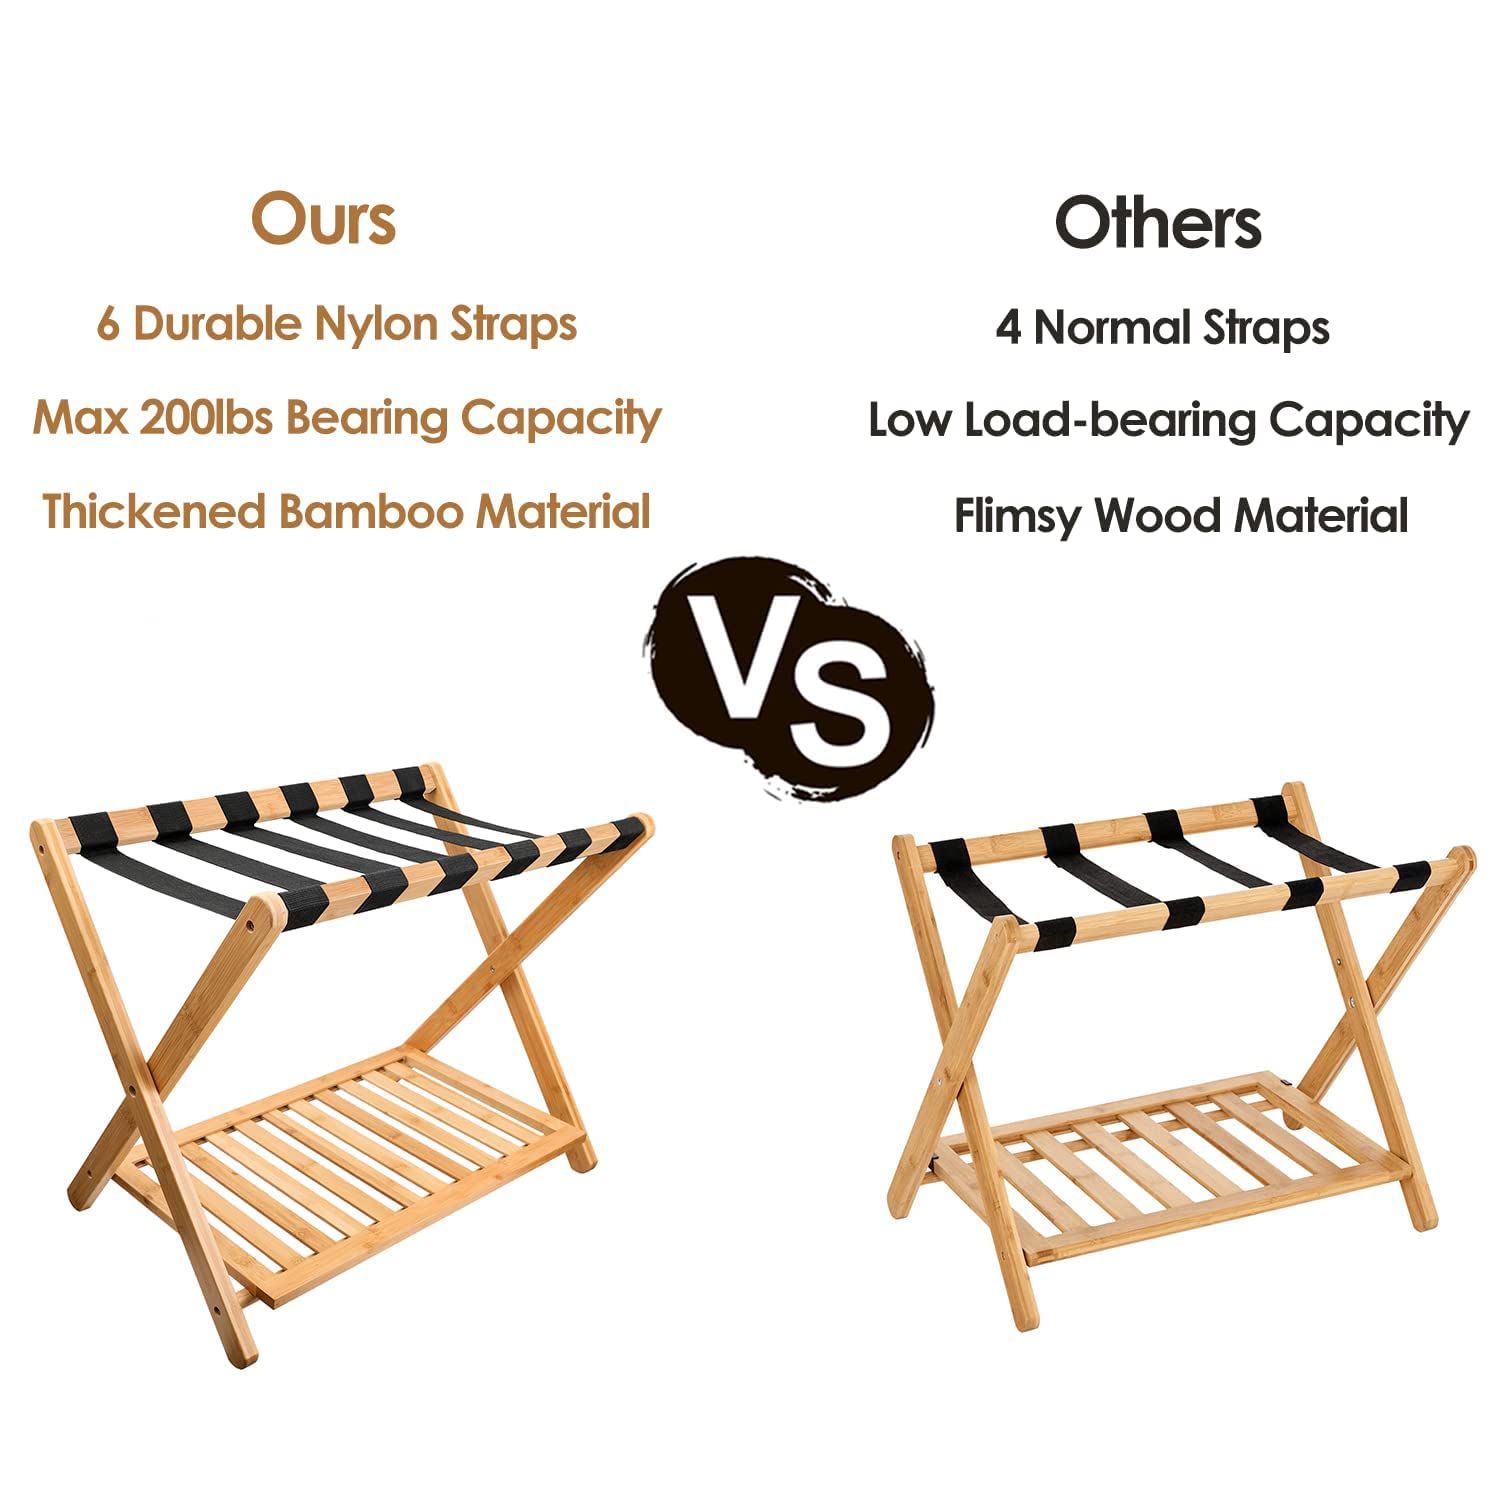 Ours
6 Durable Nylon Straps
Max 200lbs Bearing Capacity
Thickened Bamboo Material
Others
4 Normal Straps
Low Load-bearing Capacity
Flimsy Wood Material
VS